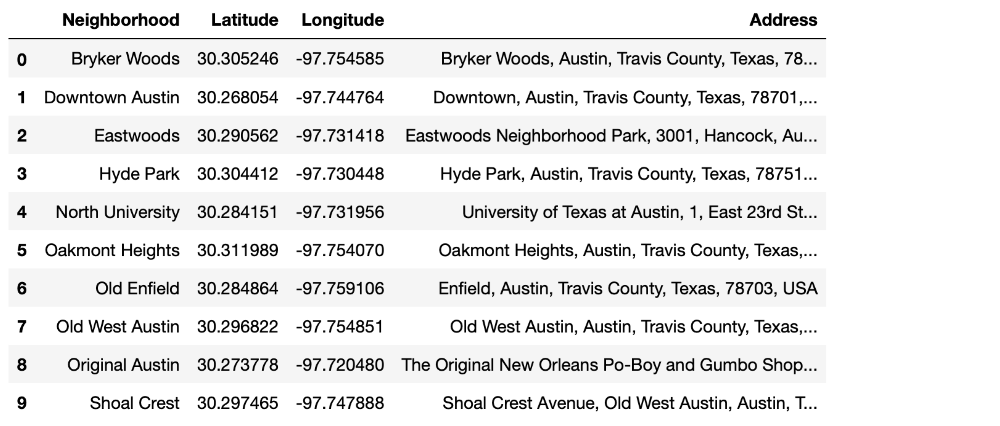 Neighborhood Latitude Longitude Address
0 Bryker Woods 30.305246 -97.754585 Bryker Woods, Austin, Travis County, Texas, 78...
1 Downtown Austin 30.268054 -97.744764 Downtown, Austin, Travis County, Texas, 78701,...
2 Eastwoods 30.290562 -97.731418 Eastwoods Neighborhood Park, 3001, Hancock, Au...
3 Hyde Park 30.304412 -97.730448 Hyde Park, Austin, Travis County, Texas, 78751...
4 North University 30.284151 -97.731956 University of Texas at Austin, 1, East 23rd St...
5 Oakmont Heights 30.311989 -97.754070 Oakmont Heights, Austin, Travis County, Texas,...
6 Old Enfield 30.284864 -97.759106 Enfield, Austin, Travis County, Texas, 78703, USA
7 Old West Austin 30.296822 -97.754851 Old West Austin, Austin, Travis County, Texas,...
8 Original Austin 30.273778 -97.720480 The Original New Orleans Po-Boy and Gumbo Shop...
9 Shoal Crest 30.297465 -97.747888 Shoal Crest Avenue, Old West Austin, Austin, T...